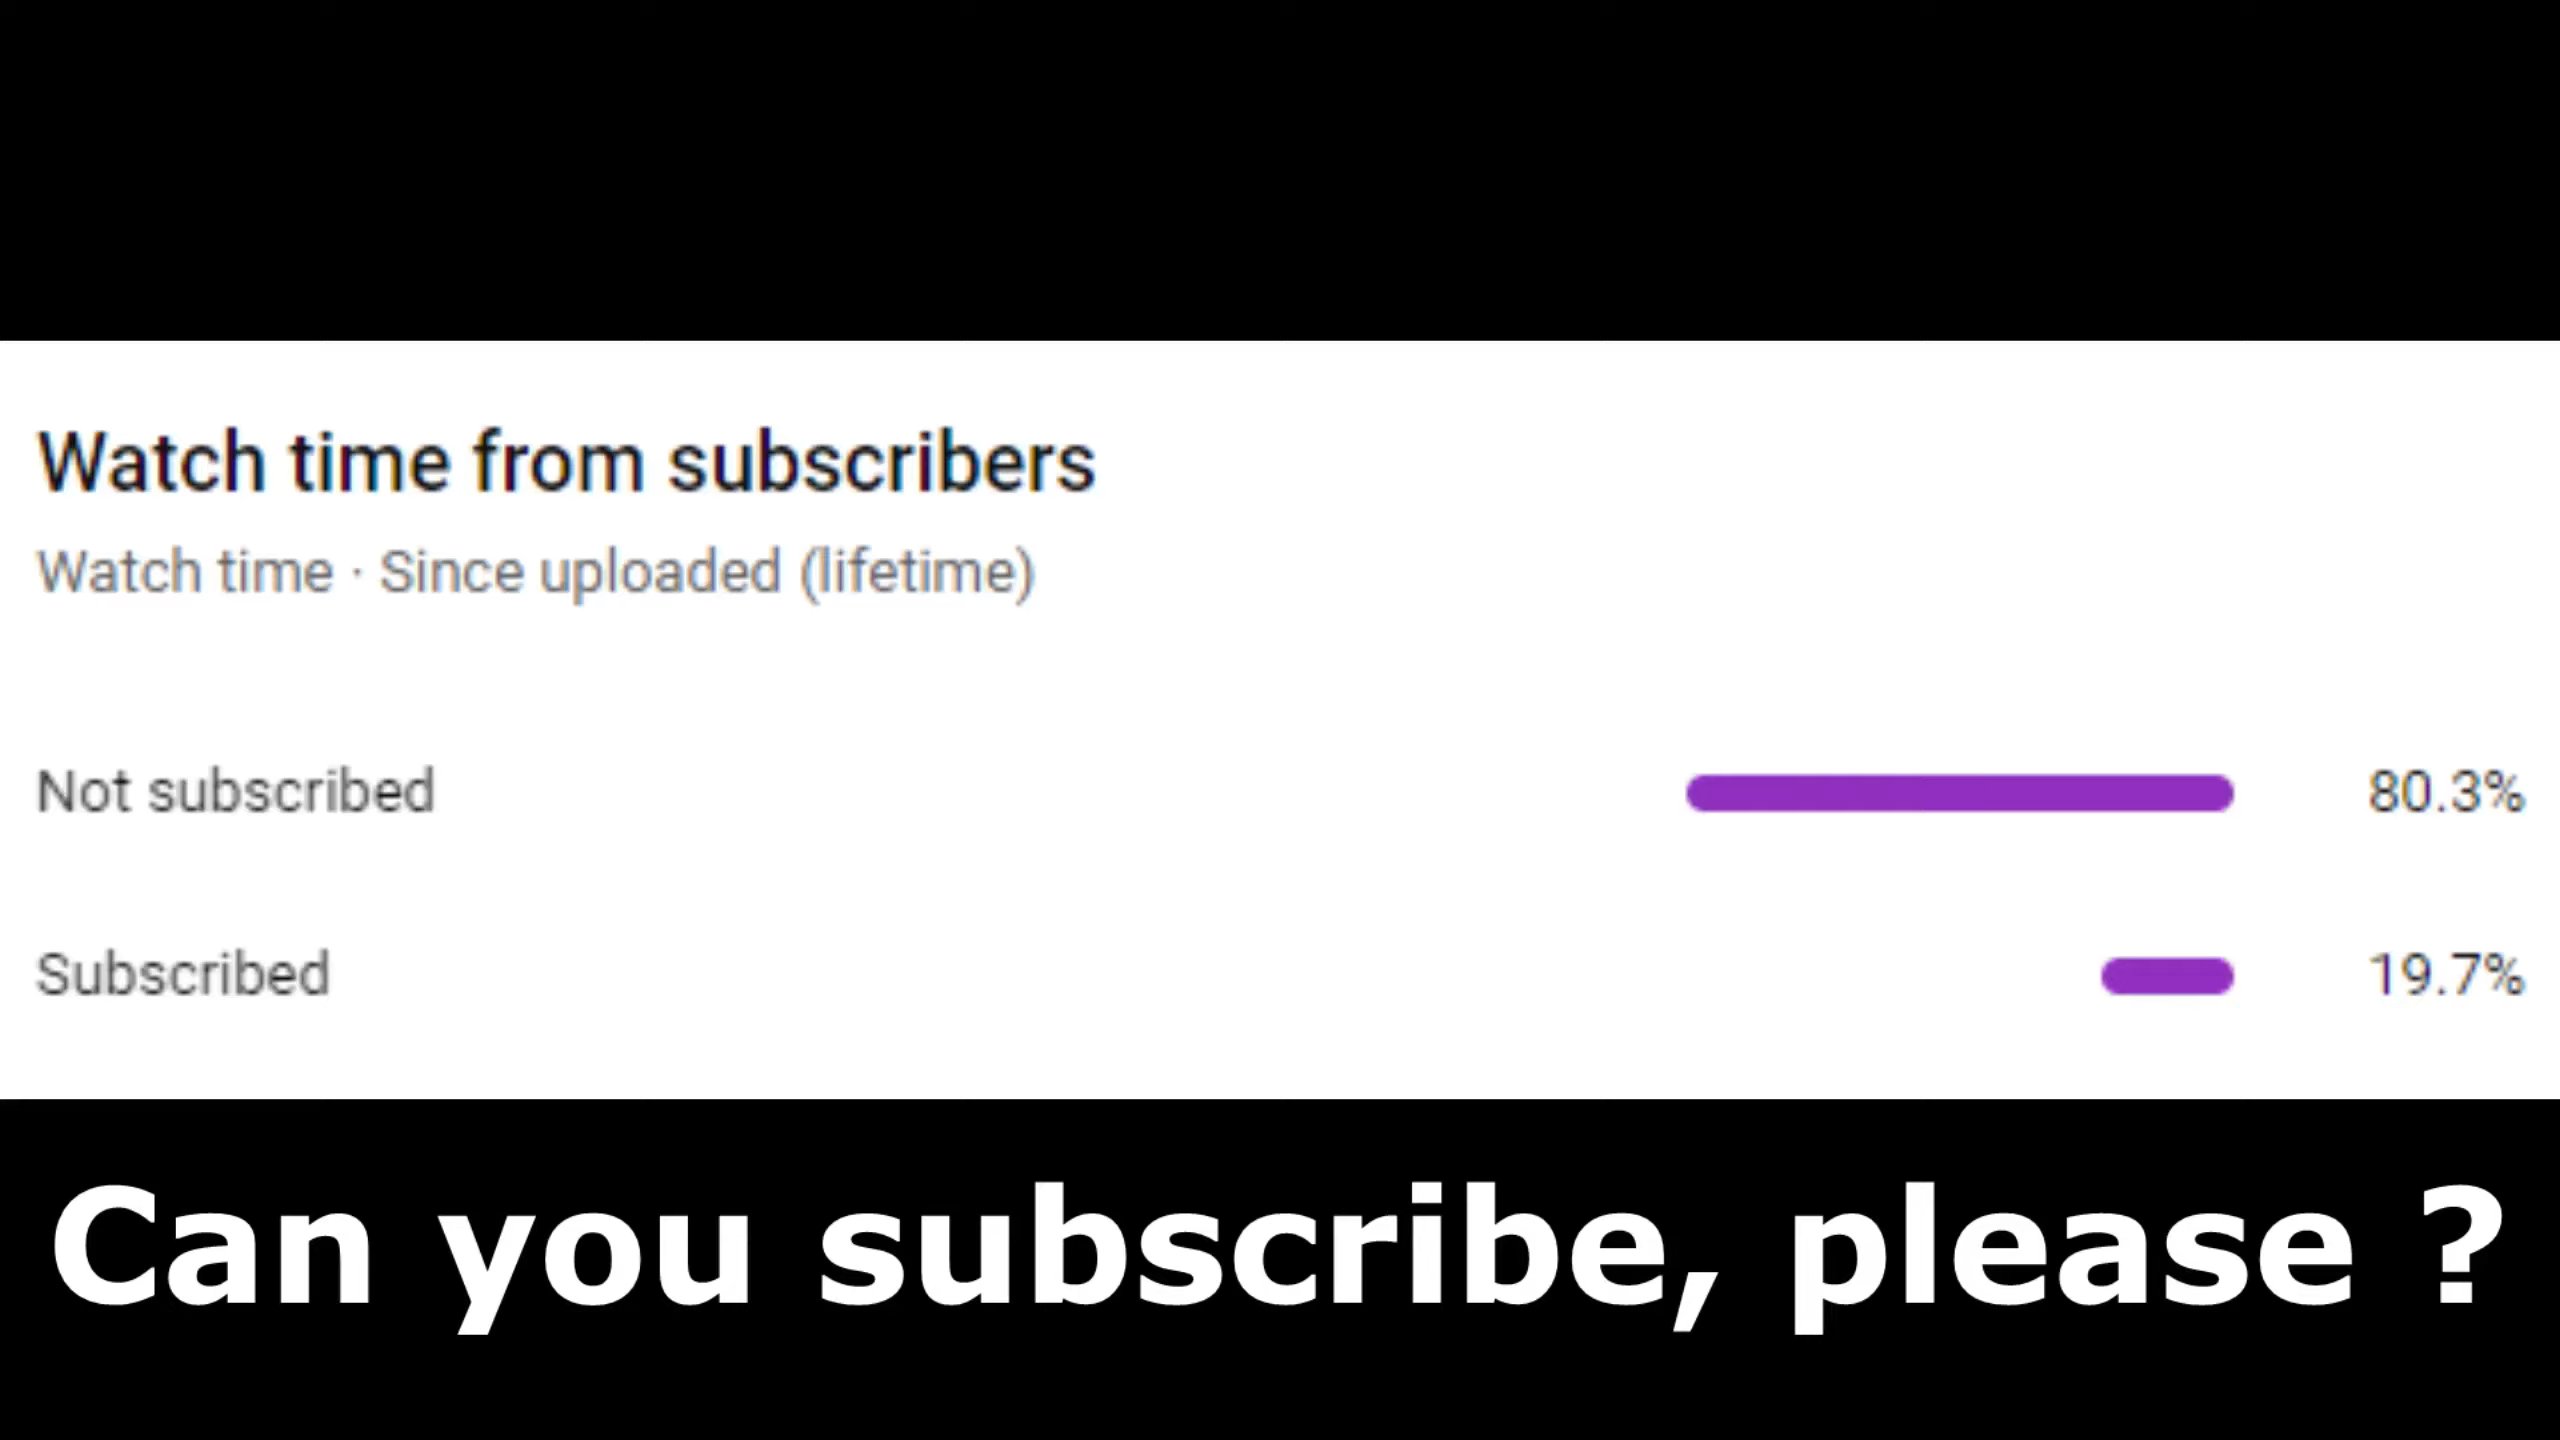 Watch time from subscribers
Watch time · Since uploaded (lifetime)
Not subscribed 80.3%
Subscribed 19.7%
Can you subscribe, please ?